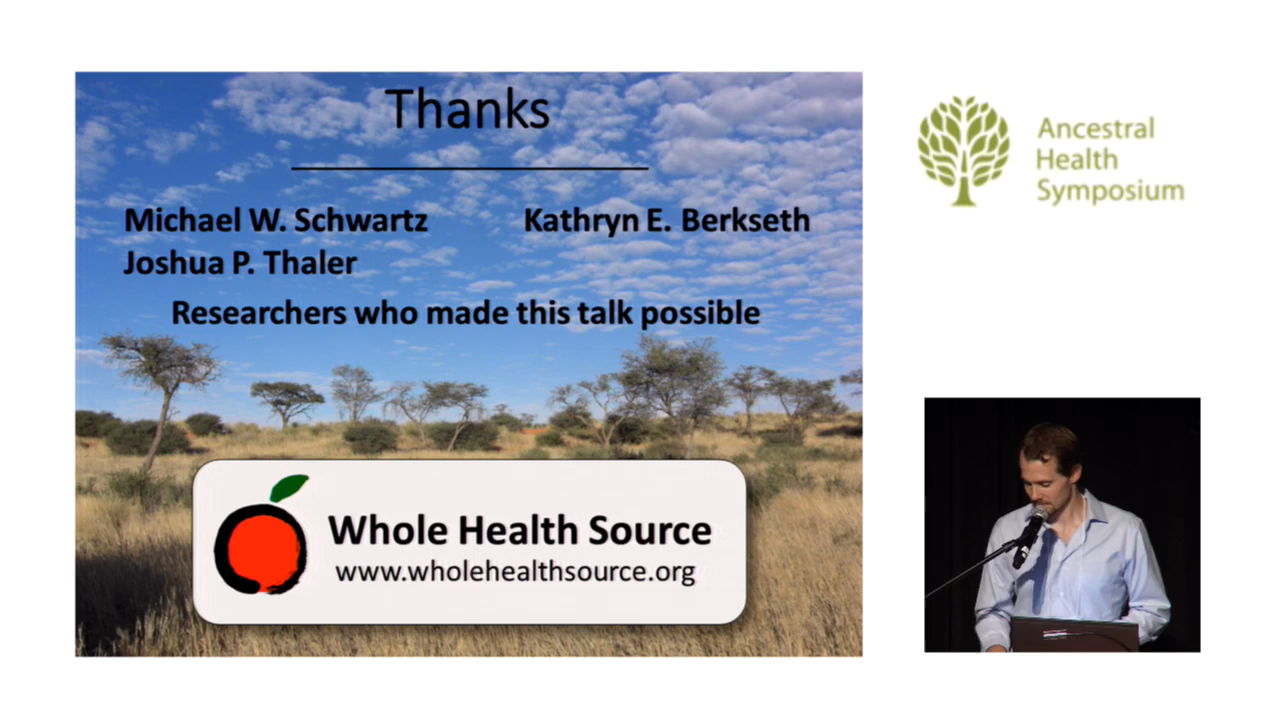 Thanks
Michael W. Schwartz
Kathryn E. Berkseth
Joshua P. Thaler
Researchers who made this talk possible
Whole Health Source
www.wholehealthsource.org
Ancestral
Health
Symposium